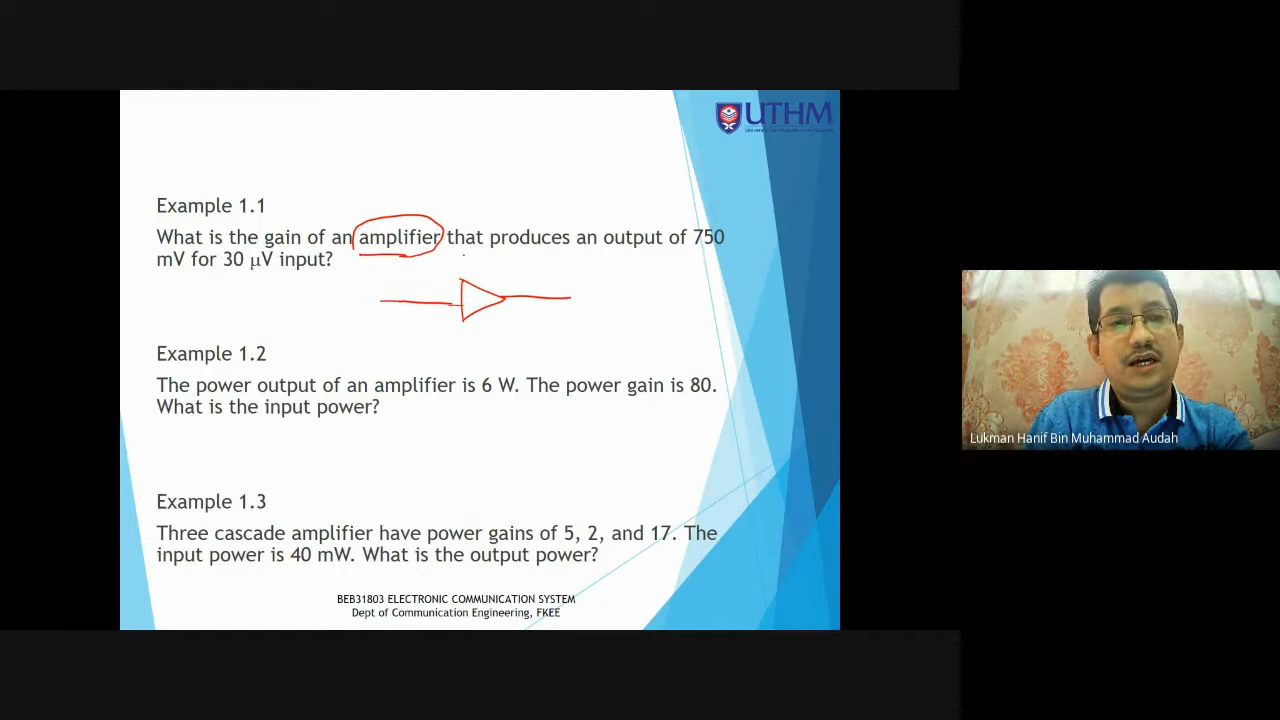 UTHM
Example 1.1
What is the gain of an amplifier that produces an output of 750
mV for 30 μV input?
Example 1.2
The power output of an amplifier is 6 W. The power gain is 80.
What is the input power?
Example 1.3
Three cascade amplifier have power gains of 5, 2, and 17. The
input power is 40 mW. What is the output power?
BEB31803 ELECTRONIC COMMUNICATION SYSTEM
Dept of Communication Engineering, FKEE
Lukman Hanif Bin Muhammad Audah